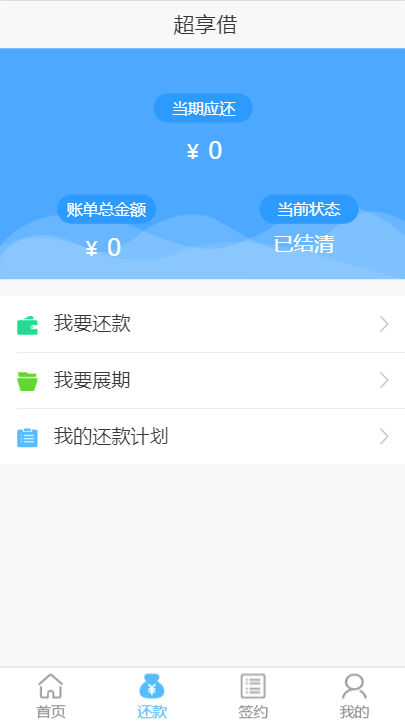 超享借
当期应还
¥ 0
账单总金额
当前状态
¥ 0
已结清
我要还款
我要展期
我的还款计划
首页
还款
签约
我的